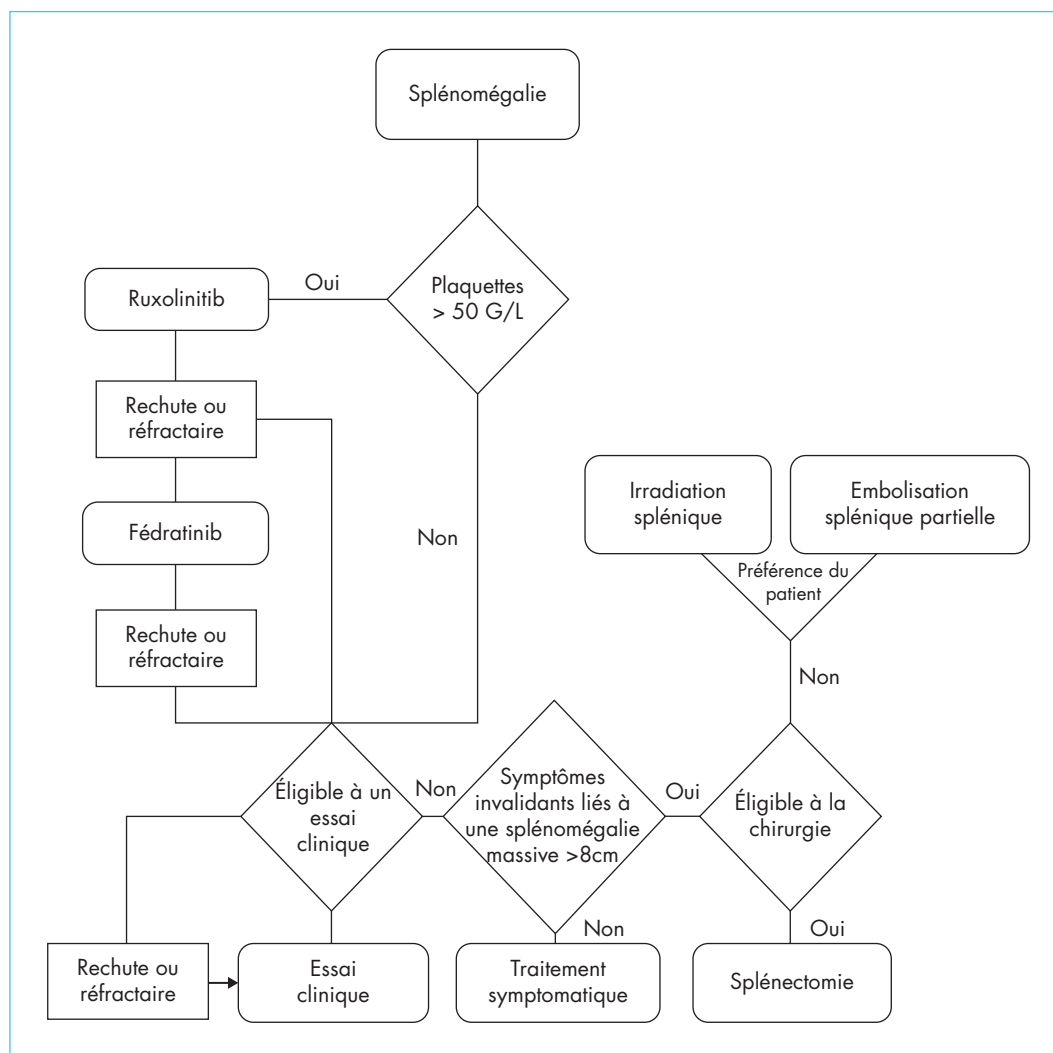 Splénomégalie
Plaquettes
> 50 G/L
Oui
Ruxolinitib
Rechute ou
réfractaire
Fédratinib
Rechute ou
réfractaire
Non
Irradiation
splénique
Embolisation
splénique partielle
Préférence du
patient
Non
Éligible à un
essai
clinique
Non
Symptômes
invalidants liés à
une splénomégalie
massive >8cm
Oui
Éligible à la
chirurgie
Non
Oui
Rechute ou
réfractaire
Essai
clinique
Traitement
symptomatique
Splénectomie